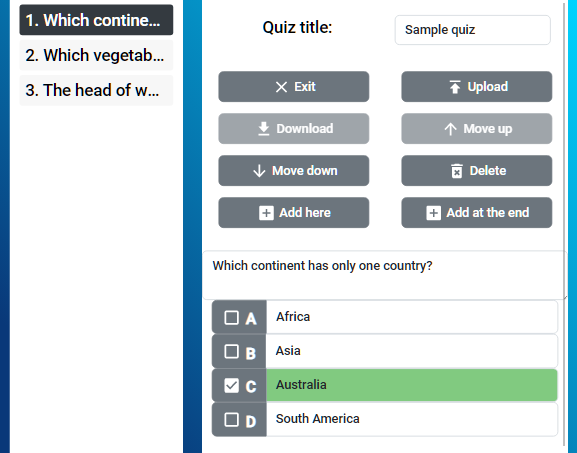 1. Which contine...
2. Which vegetab...
3. The head of w...
Quiz title:
Sample quiz
Exit
Upload
Download
Move up
Move down
Delete
Add here
Add at the end
Which continent has only one country?
A Africa
B Asia
C Australia
D South America